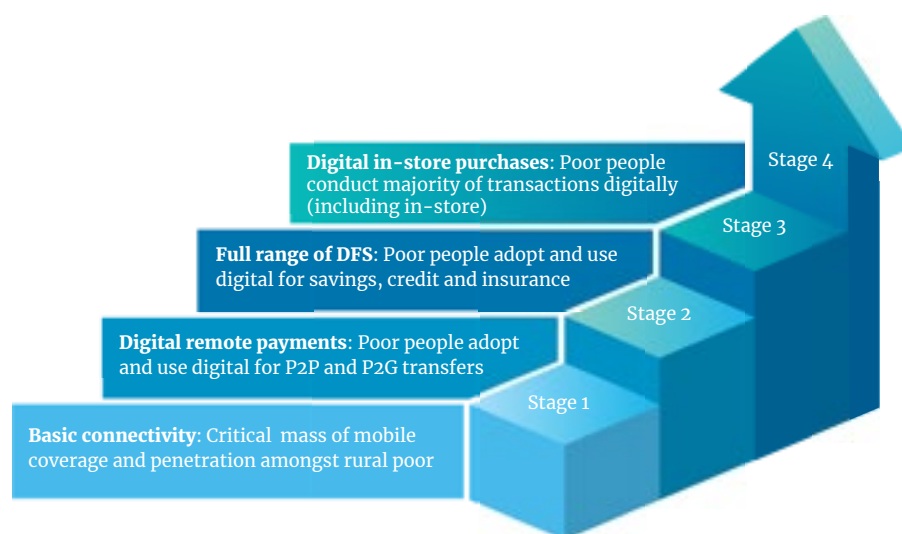 Digital in-store purchases: Poor people
conduct majority of transactions digitally
(including in-store)
Stage 4
Full range of DFS: Poor people adopt and use
digital for savings, credit and insurance
Stage 3
Digital remote payments: Poor people adopt
and use digital for P2P and P2G transfers
Stage 2
Basic connectivity: Critical mass of mobile
coverage and penetration amongst rural poor
Stage 1